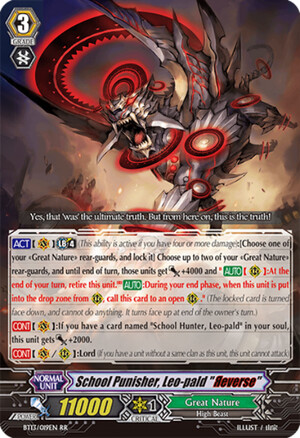 3
GRADE
Yes, that 'was' the ultimate truth. But from here on, this is the truth!
ACT [ ] 1 LB 4 (This ability is active if you have four or more damage):[Choose one of
your «Great Nature» rear-guards, and lock it] Choose up to two of your «Great Nature»
rear-guards, and until end of turn, those units get +4000 and " AUTO [ ]:At the
end of your turn, retire this unit." AUTO :During your end phase, when this unit is put
into the drop zone from , call this card to an open ." (The locked card is turned
face down, and cannot do anything. It turns face up at the end of the owner's turn.)
CONT [ ]:If you have a card named "School Hunter, Leo-pald" in your soul,
this unit gets +2000.
CONT [ ]:Lord (If you have a unit without a same clan as this unit, this unit cannot attack.)
NORMAL
UNIT
School Punisher, Leo-pald "Reverse"
11000
1
CRITICAL
Great Nature
High Beast
BT13/019EN RR
ILLUST /